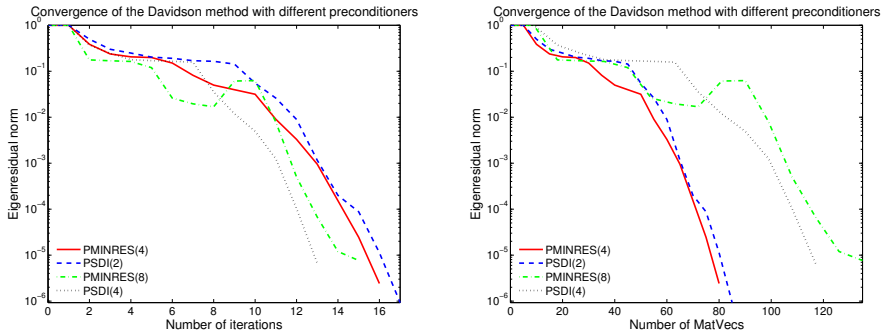 Convergence of the Davidson method with different preconditioners
10^0
10^-1
10^-2
10^-3
10^-4
10^-5
10^-6
Eigenresidual norm
PMINRES(4)
PSDI(2)
PMINRES(8)
PSDI(4)
0 2 4 6 8 10 12 14 16
Number of iterations
Convergence of the Davidson method with different preconditioners
10^0
10^-1
10^-2
10^-3
10^-4
10^-5
10^-6
Eigenresidual norm
PMINRES(4)
PSDI(2)
PMINRES(8)
PSDI(4)
0 20 40 60 80 100 120
Number of MatVecs